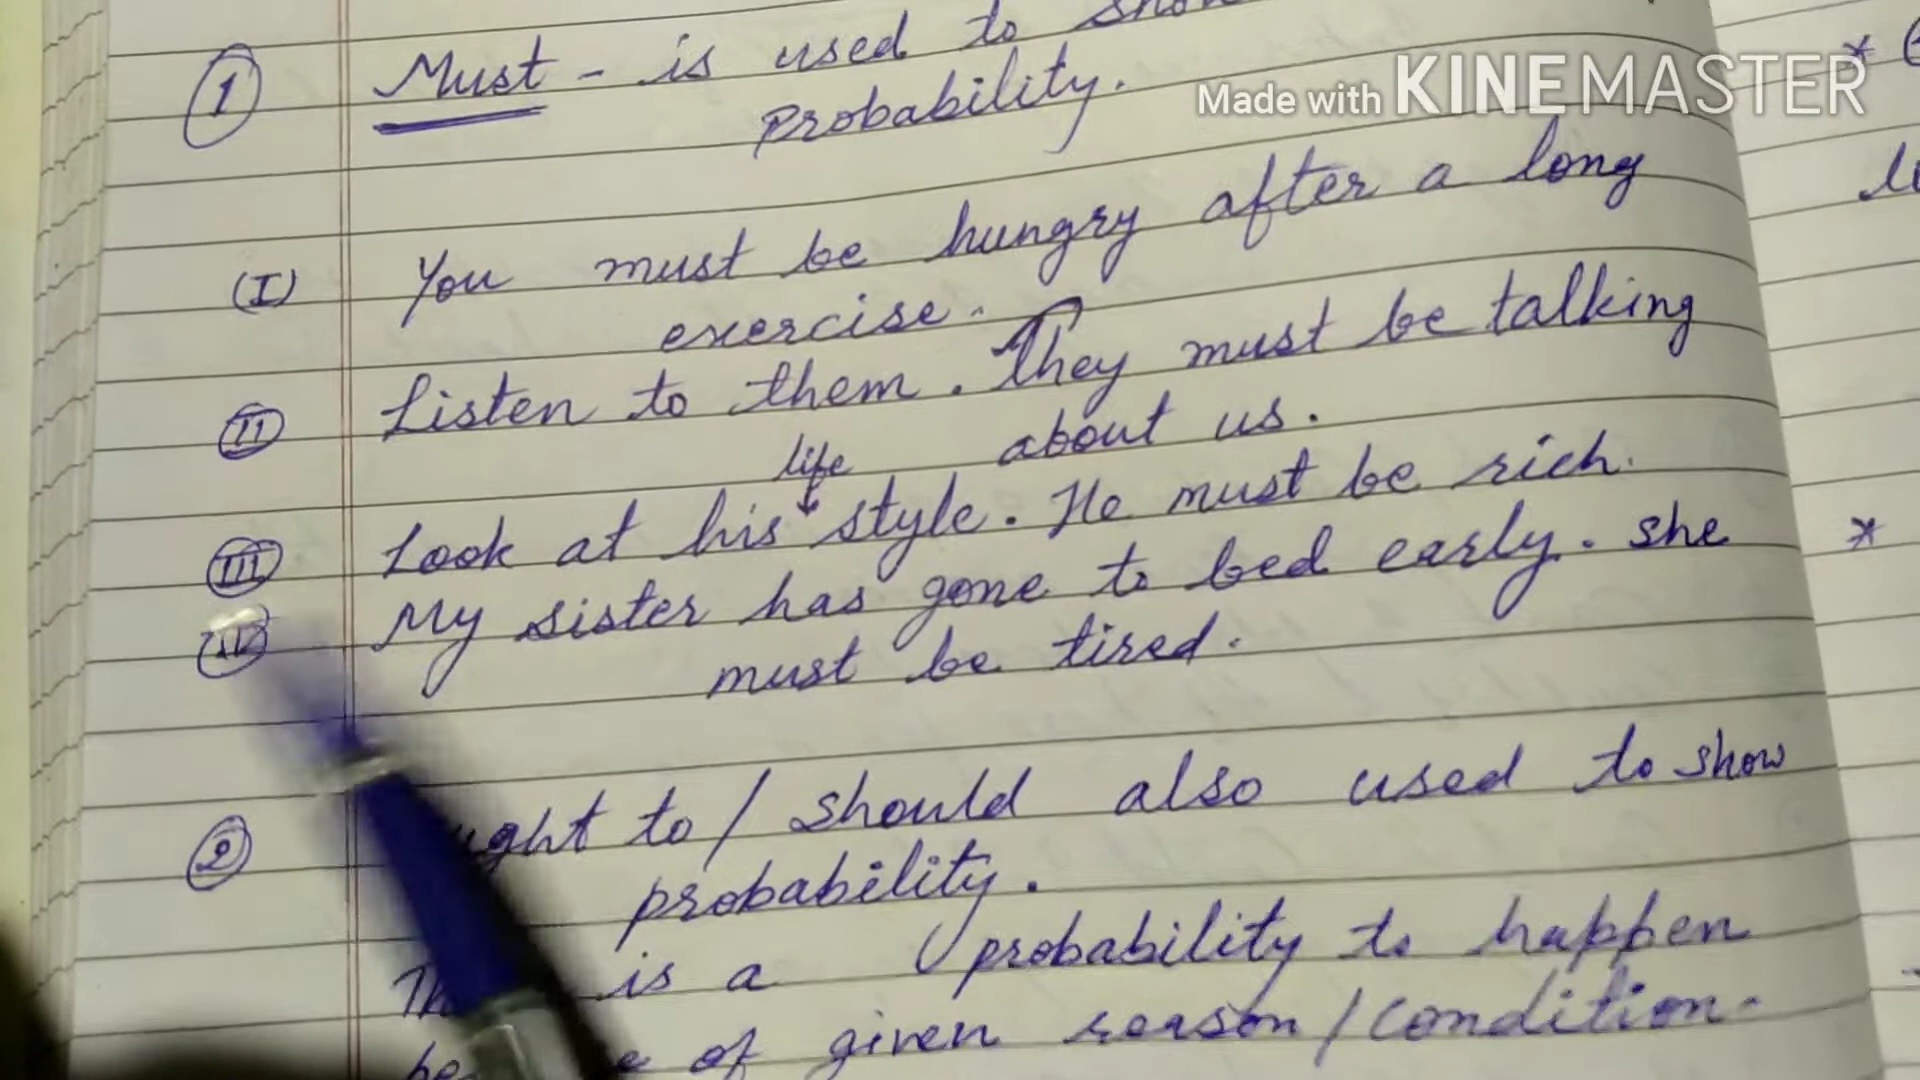 ① Must - is used to show
probability.
Made with KINEMASTER
(I) You must be hungry after a long
exercise.
(II) Listen to them. They must be talking
about us.
life
(III) Look at his style. He must be rich.
(IV) My sister has gone to bed early. she
must be tired.
② ught to / should also used to show
probability.
is a probability to happen
of given reason / condition.